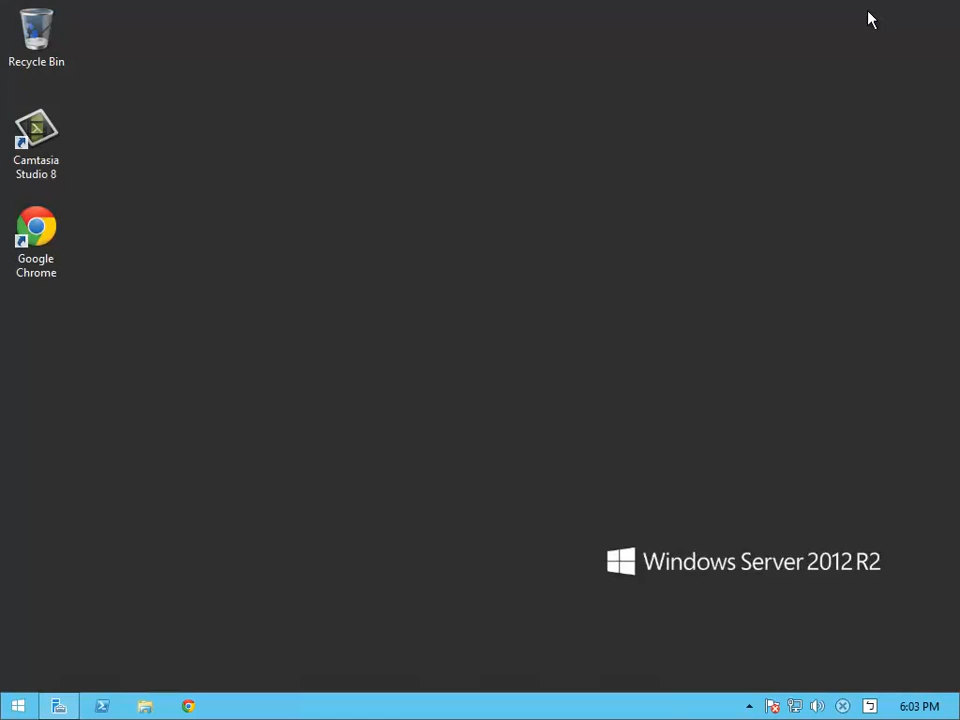 Recycle Bin
Camtasia
Studio 8
Google
Chrome
Windows Server 2012 R2
6:03 PM